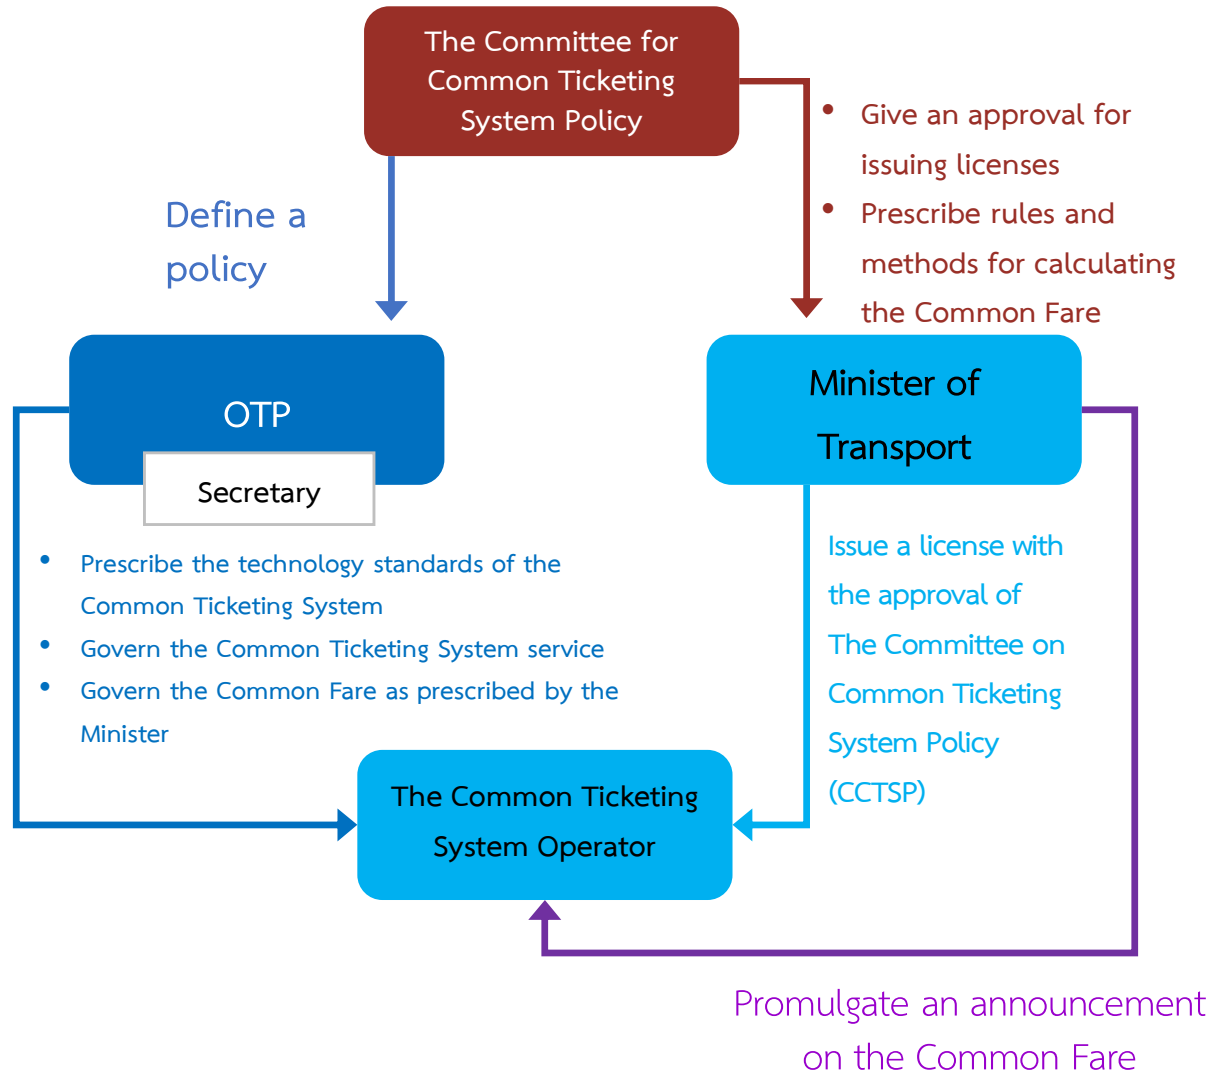 The Committee for
Common Ticketing
System Policy
• Give an approval for
issuing licenses
• Prescribe rules and
methods for calculating
the Common Fare
Define a
policy
OTP
Secretary
Minister of
Transport
• Prescribe the technology standards of the
Common Ticketing System
• Govern the Common Ticketing System service
• Govern the Common Fare as prescribed by the
Minister
Issue a license with
the approval of
The Committee on
Common Ticketing
System Policy
(CCTSP)
The Common Ticketing
System Operator
Promulgate an announcement
on the Common Fare